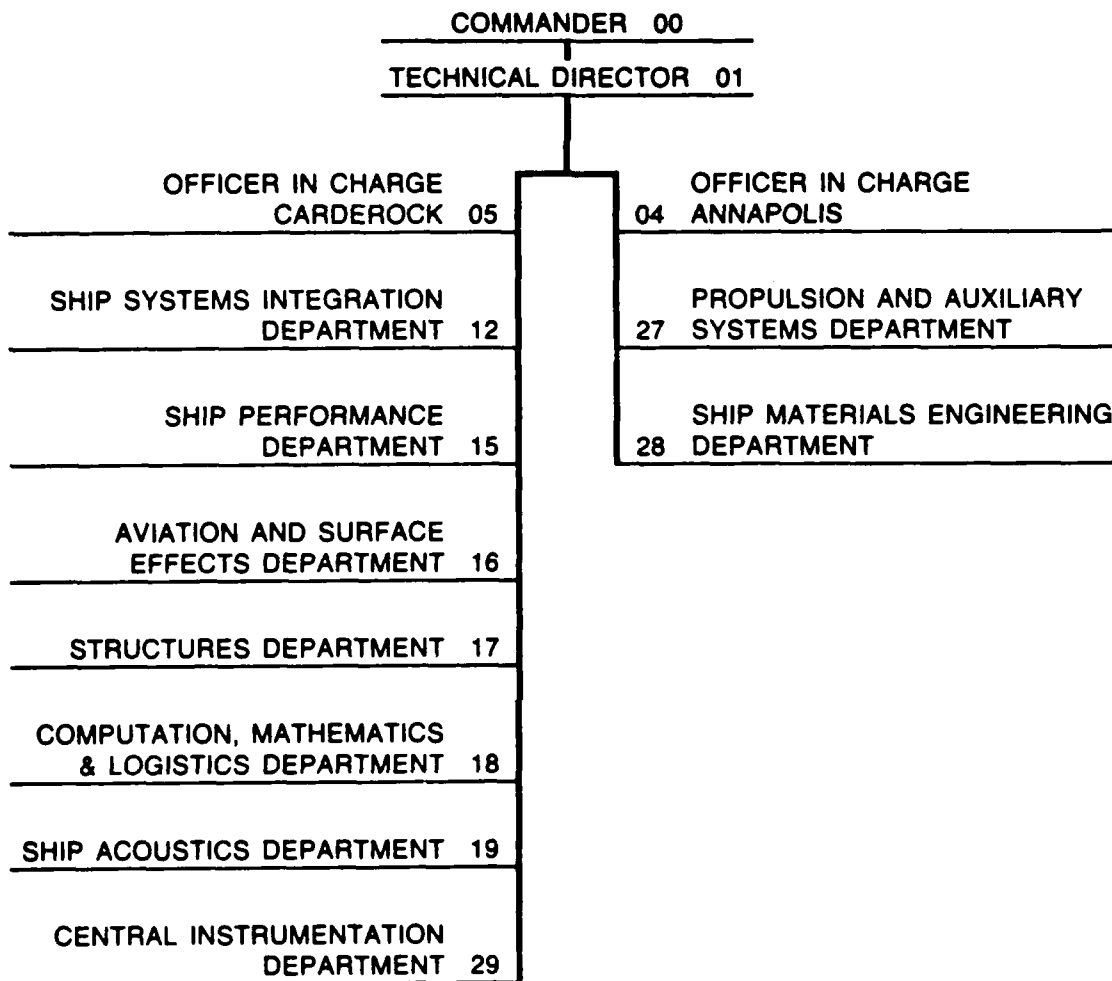 COMMANDER 00
TECHNICAL DIRECTOR 01
OFFICER IN CHARGE
CARDEROCK 05
SHIP SYSTEMS INTEGRATION
DEPARTMENT 12
SHIP PERFORMANCE
DEPARTMENT 15
AVIATION AND SURFACE
EFFECTS DEPARTMENT 16
STRUCTURES DEPARTMENT 17
COMPUTATION, MATHEMATICS
& LOGISTICS DEPARTMENT 18
SHIP ACOUSTICS DEPARTMENT 19
CENTRAL INSTRUMENTATION
DEPARTMENT 29
OFFICER IN CHARGE
04 ANNAPOLIS
PROPULSION AND AUXILIARY
27 SYSTEMS DEPARTMENT
SHIP MATERIALS ENGINEERING
28 DEPARTMENT